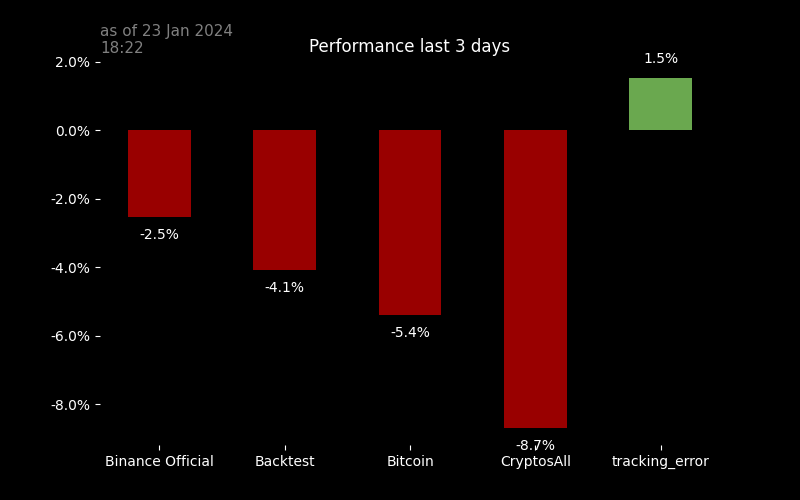 as of 23 Jan 2024
18:22
Performance last 3 days
2.0%
0.0%
-2.0%
-4.0%
-6.0%
-8.0%
1.5%
-2.5%
-4.1%
-5.4%
-8.7%
Binance Official
Backtest
Bitcoin
CryptosAll
tracking_error